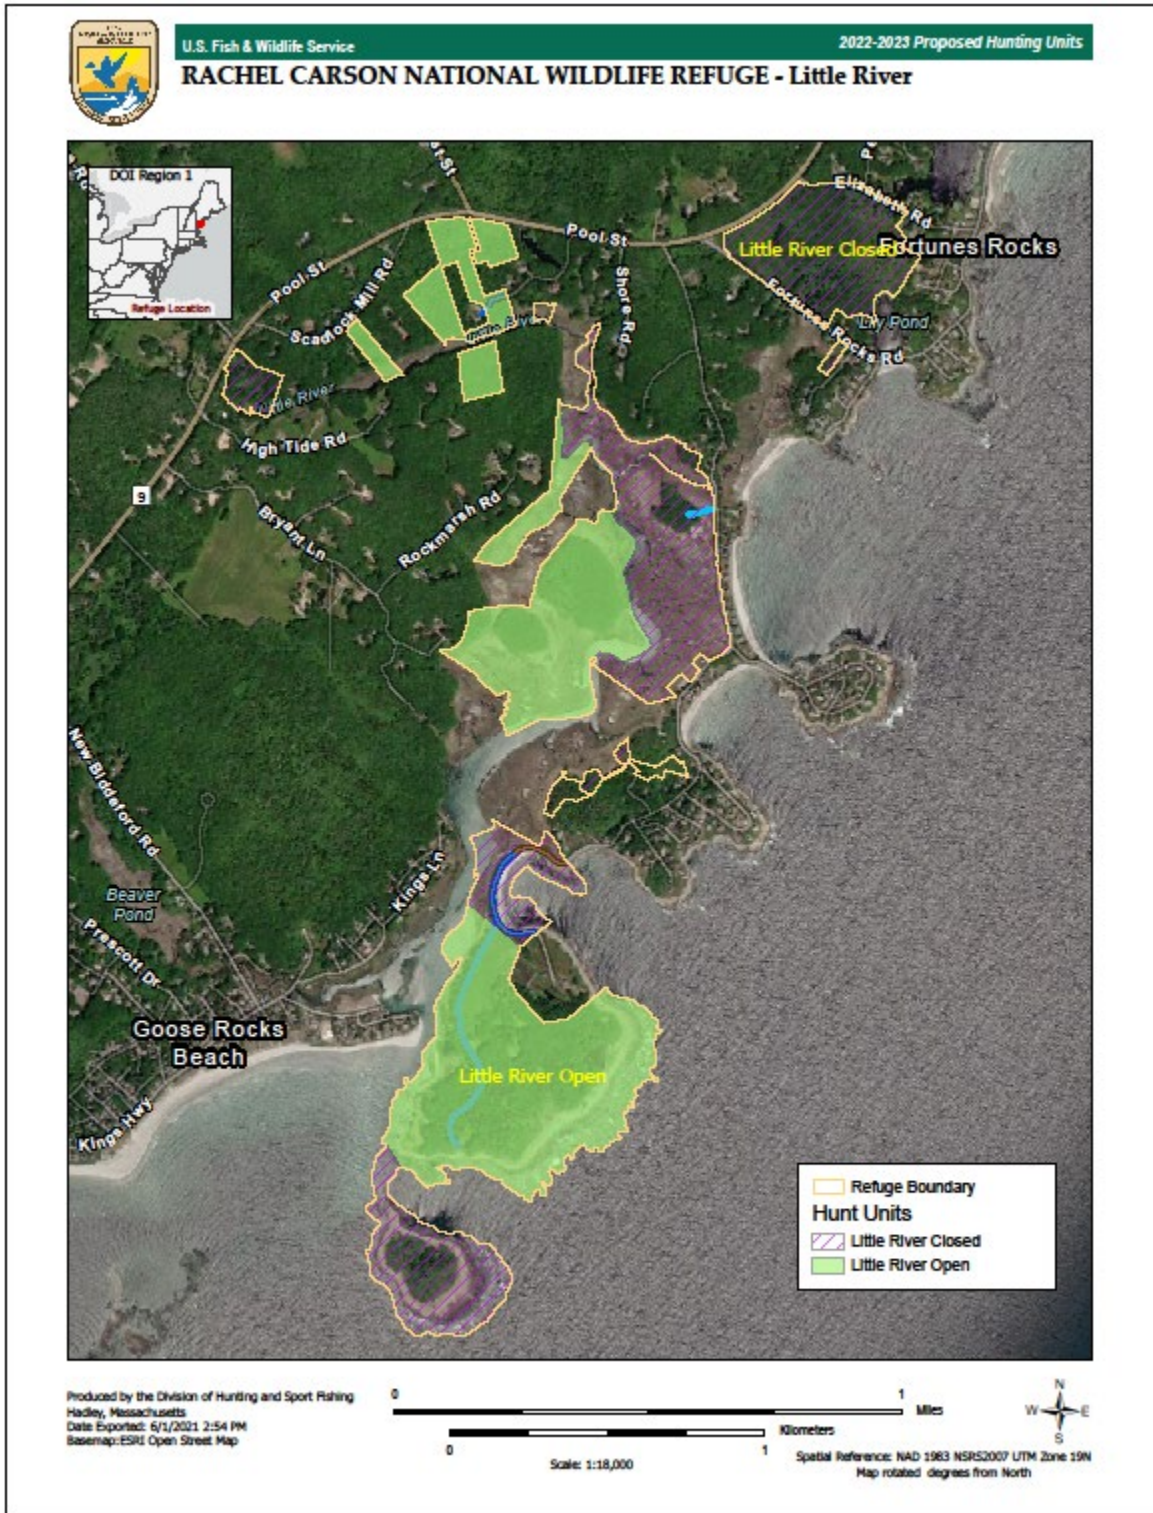 U.S. Fish & Wildlife Service
2022-2023 Proposed Hunting Units
RACHEL CARSON NATIONAL WILDLIFE REFUGE - Little River
DOI Region 1
Refuge Location
Elizabeth Rd
Pool St
Little River Closed
Fortunes Rocks
Pool St
Shore Rd
Scadlock Mill Rd
Fortunes Rocks Rd
Lily Pond
Little River
Little River
High Tide Rd
9
Bryant Ln
Rockmarsh Rd
New Biddeford Rd
Kings Ln
Beaver
Pond
Prescott Dr
Goose Rocks
Beach
Little River Open
Kings Hwy
Refuge Boundary
Hunt Units
Little River Closed
Little River Open
Produced by the Division of Hunting and Sport Fishing
Hadley, Massachusetts
Date Exported: 6/1/2021 2:54 PM
Basemap:ESRI Open Street Map
0 1
Miles
Kilometers
0 1
Scale: 1:18,000
N
W E
S
Spatial Reference: NAD 1983 NSRS2007 UTM Zone 19N
Map rotated degrees from North